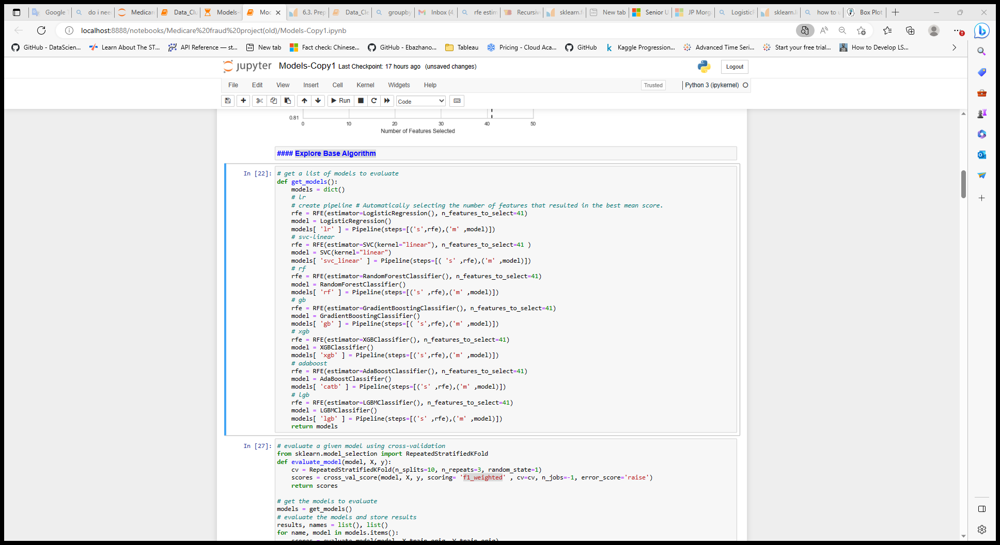 Google T
do i nee
Medicar
Data_Clu
Models-
Moc
6.3. Prep
Data_Cle
groupby
Inbox (4,
rfe estim
Recursiv
sklearn.f
New tab
Senior U
JP Morg
LogisticF
sklearn.li
how to u
Box Plot
localhost:8888/notebooks/Medicare%20fraud%20project(old)/Models-Copy1.ipynb
GitHub - DataScien...
Learn About The ST...
API Reference — st...
New tab
Fact check: Chinese...
GitHub - Ebazhano...
Tableau
Pricing - Cloud Aca...
GitHub
Kaggle Progression...
Advanced Time Seri...
Start your free trial...
How to Develop LS...
jupyter Models-Copy1 Last Checkpoint: 17 hours ago (unsaved changes)
Logout
File Edit View Insert Cell Kernel Widgets Help
Trusted
Python 3 (ipykernel)
Run
Code
0.81
0 10 20 30 40 50
Number of Features Selected
#### Explore Base Algorithm
In [22]:
# get a list of models to evaluate
def get_models():
    models = dict()
    # lr
    # create pipeline # Automatically selecting the number of features that resulted in the best mean score.
    rfe = RFE(estimator=LogisticRegression(), n_features_to_select=41)
    model = LogisticRegression()
    models[ 'lr' ] = Pipeline(steps=[('s',rfe),('m' ,model)])
    # svc-linear
    rfe = RFE(estimator=SVC(kernel="linear"), n_features_to_select=41 )
    model = SVC(kernel="linear")
    models[ 'svc_linear' ] = Pipeline(steps=[( 's' ,rfe),('m' ,model)])
    # rf
    rfe = RFE(estimator=RandomForestClassifier(), n_features_to_select=41)
    model = RandomForestClassifier()
    models[ 'rf' ] = Pipeline(steps=[('s' ,rfe),('m' ,model)])
    # gb
    rfe = RFE(estimator=GradientBoostingClassifier(), n_features_to_select=41)
    model = GradientBoostingClassifier()
    models[ 'gb' ] = Pipeline(steps=[( 's',rfe),('m' ,model)])
    # xgb
    rfe = RFE(estimator=XGBClassifier(), n_features_to_select=41)
    model = XGBClassifier()
    models[ 'xgb' ] = Pipeline(steps=[('s',rfe),('m' ,model)])
    # adaboost
    rfe = RFE(estimator=AdaBoostClassifier(), n_features_to_select=41)
    model = AdaBoostClassifier()
    models[ 'catb' ] = Pipeline(steps=[('s' ,rfe),('m' ,model)])
    # lgb
    rfe = RFE(estimator=LGBMClassifier(), n_features_to_select=41)
    model = LGBMClassifier()
    models[ 'lgb' ] = Pipeline(steps=[('s' ,rfe),('m' ,model)])
    return models
In [27]:
# evaluate a given model using cross-validation
from sklearn.model_selection import RepeatedStratifiedKFold
def evaluate_model(model, X, y):
    cv = RepeatedStratifiedKFold(n_splits=10, n_repeats=3, random_state=1)
    scores = cross_val_score(model, X, y, scoring= 'f1_weighted' , cv=cv, n_jobs=-1, error_score='raise')
    return scores
# get the models to evaluate
models = get_models()
# evaluate the models and store results
results, names = list(), list()
for name, model in models.items():